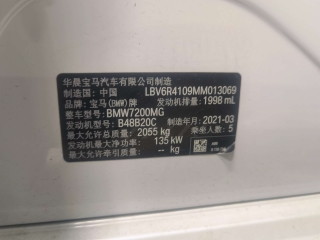 华晨宝马汽车有限公司制造
制造国: 中国 LBV6R4109MM013069
品牌: 宝马(BMW)牌 发动机排量: 1998 mL
整车型号: BMW7200MG
发动机型号: B48B20C 制造年月: 2021-03
最大允许总质量: 2055 kg 乘坐人数: 5
发动机最大净功率: 135 kW
最大允许牵引质量: -- kg